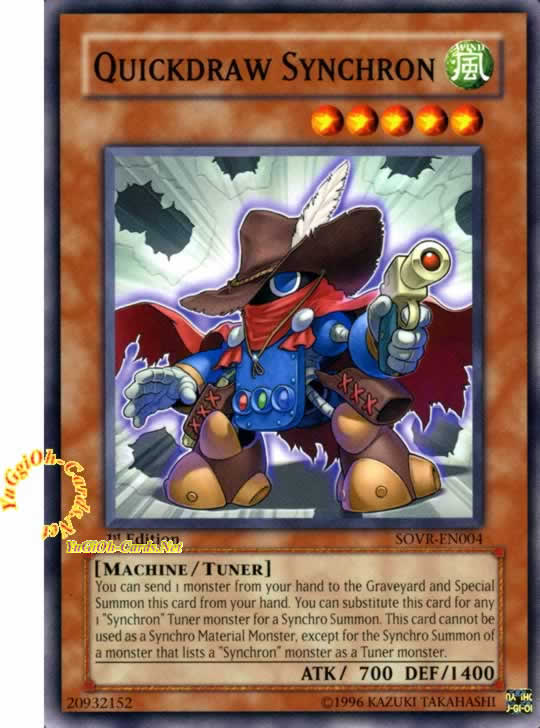 QUICKDRAW SYNCHRON
WIND
風
1st Edition
SOVR-EN004
YuGgiOh-Cards.Net
YuGiOh-Cards.Net
[MACHINE / TUNER]
You can send 1 monster from your hand to the Graveyard and Special
Summon this card from your hand. You can substitute this card for any
1 "Synchron" Tuner monster for a Synchro Summon. This card cannot be
used as a Synchro Material Monster, except for the Synchro Summon of
a monster that lists a "Synchron" monster as a Tuner monster.
ATK/ 700 DEF/1400
20932152
©1996 KAZUKI TAKAHASHI